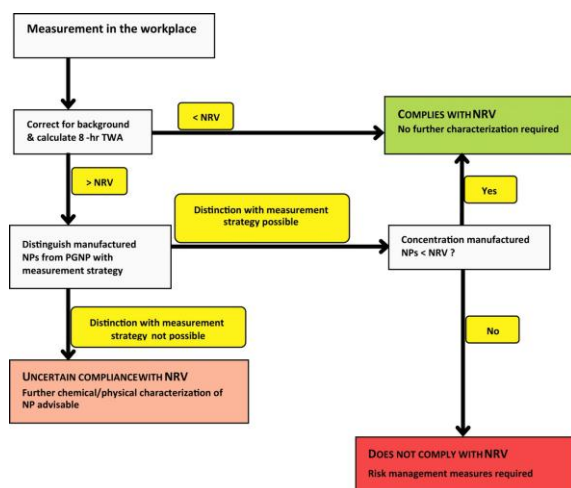 Measurement in the workplace
Correct for background
& calculate 8 -hr TWA
< NRV
COMPLIES WITH NRV
No further characterization required
> NRV
Distinction with measurement
strategy possible
Yes
Distinguish manufactured
NPs from PGNP with
measurement strategy
Concentration manufactured
NPs < NRV ?
Distinction with measurement
strategy not possible
No
UNCERTAIN COMPLIANCE WITH NRV
Further chemical/physical characterization of
NP advisable
DOES NOT COMPLY WITH NRV
Risk management measures required